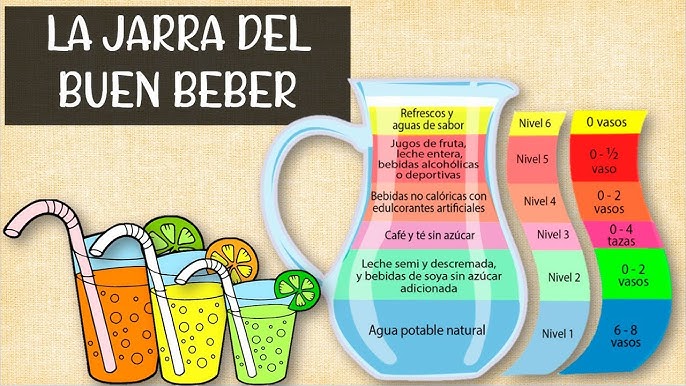 LA JARRA DEL
BUEN BEBER
Refrescos y
aguas de sabor
Nivel 6
0 vasos
Jugos de fruta,
leche entera,
bebidas alcohólicas
o deportivas
Nivel 5
0 - ½
vaso
Bebidas no calóricas con
edulcorantes artificiales
Nivel 4
0 - 2
vasos
Café y té sin azúcar
Nivel 3
0 - 4
tazas
Leche semi y descremada,
y bebidas de soya sin azúcar
adicionada
Nivel 2
0 - 2
vasos
Agua potable natural
Nivel 1
6 - 8
vasos